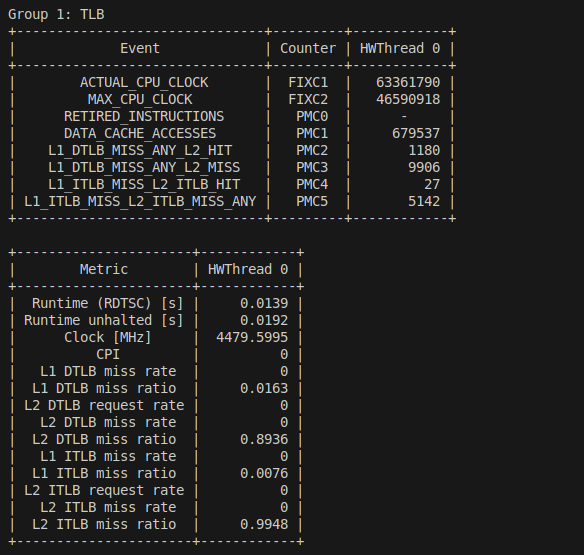 Group 1: TLB
+------------------------------+---------+------------+
|             Event            | Counter | HWThread 0 |
+------------------------------+---------+------------+
|       ACTUAL_CPU_CLOCK       |  FIXC1  |   63361790 |
|         MAX_CPU_CLOCK        |  FIXC2  |   46590918 |
|     RETIRED_INSTRUCTIONS     |   PMC0  |      -     |
|      DATA_CACHE_ACCESSES     |   PMC1  |     679537 |
|    L1_DTLB_MISS_ANY_L2_HIT   |   PMC2  |       1180 |
|   L1_DTLB_MISS_ANY_L2_MISS   |   PMC3  |       9906 |
|   L1_ITLB_MISS_L2_ITLB_HIT   |   PMC4  |         27 |
| L1_ITLB_MISS_L2_ITLB_MISS_ANY |   PMC5  |       5142 |
+------------------------------+---------+------------+
+----------------------+------------+
|        Metric        | HWThread 0 |
+----------------------+------------+
|  Runtime (RDTSC) [s] |     0.0139 |
| Runtime unhalted [s] |     0.0192 |
|      Clock [MHz]     |  4479.5995 |
|          CPI         |          0 |
|   L1 DTLB miss rate  |          0 |
|  L1 DTLB miss ratio  |     0.0163 |
| L2 DTLB request rate |          0 |
|   L2 DTLB miss rate  |          0 |
|  L2 DTLB miss ratio  |     0.8936 |
|   L1 ITLB miss rate  |          0 |
|  L1 ITLB miss ratio  |     0.0076 |
| L2 ITLB request rate |          0 |
|   L2 ITLB miss rate  |          0 |
|  L2 ITLB miss ratio  |     0.9948 |
+----------------------+------------+